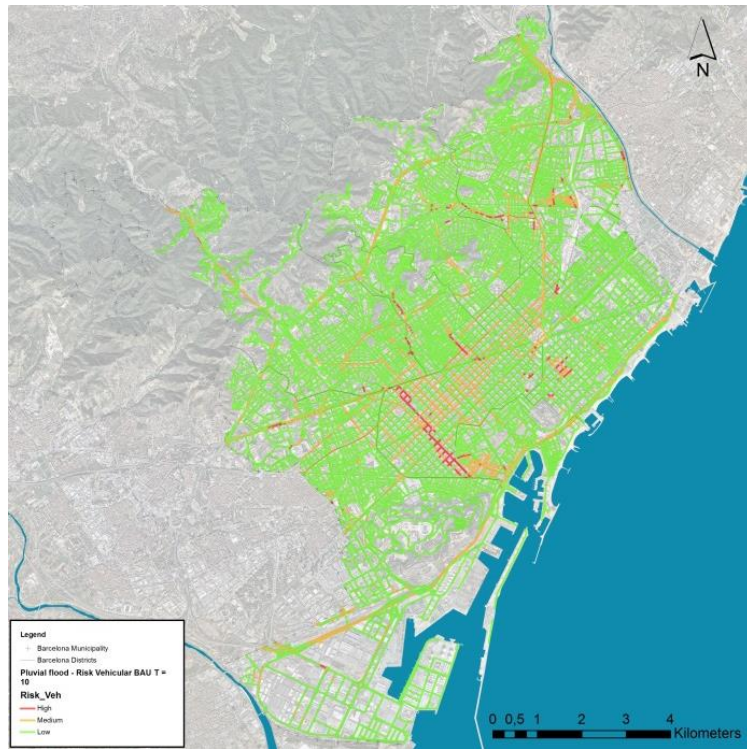 N
Legend
Barcelona Municipality
Barcelona Districts
Pluvial flood - Risk Vehicular BAU T =
10
Risk_Veh
High
Medium
Low
0 0,5 1 2 3 4
Kilometers